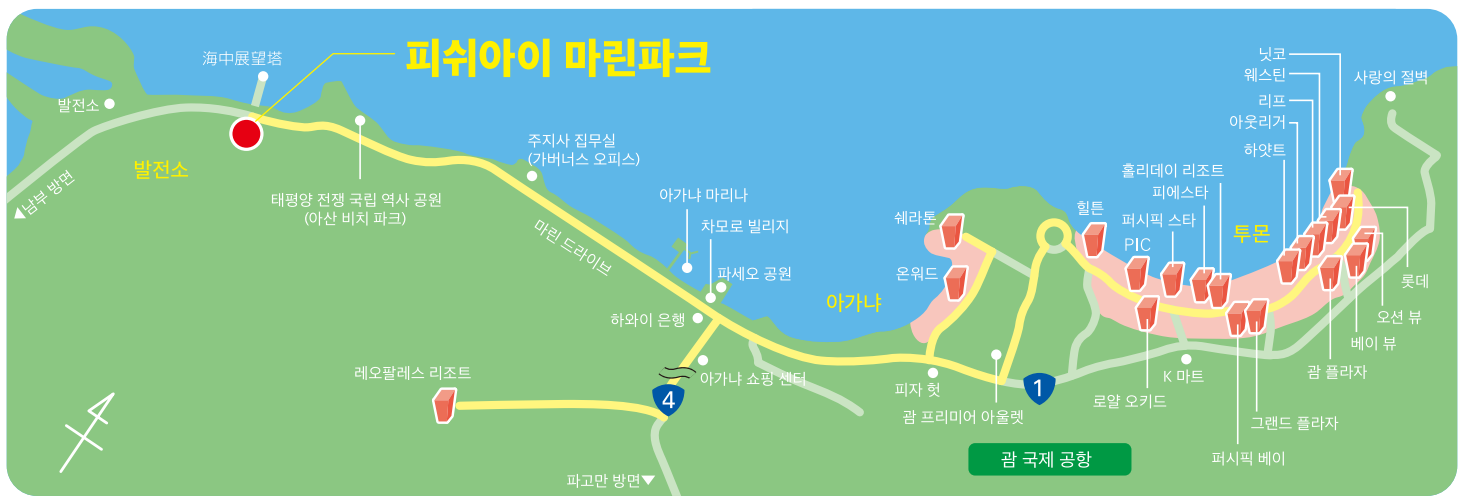 피쉬아이 마린파크
海中展望塔
발전소
발전소
남부 방면
태평양 전쟁 국립 역사 공원
(아산 비치 파크)
주지사 집무실
(가버너스 오피스)
마린 드라이브
아가냐 마리나
차모로 빌리지
파세오 공원
하와이 은행
아가냐 쇼핑 센터
레오팔레스 리조트
4
파고만 방면
아가냐
쉐라톤
온워드
피자 헛
괌 프리미어 아울렛
1
괌 국제 공항
힐튼
PIC
퍼시픽 스타
피에스타
홀리데이 리조트
투몬
하얏트
아웃리거
리프
웨스틴
닛코
사랑의 절벽
롯데
오션 뷰
베이 뷰
괌 플라자
K 마트
로얄 오키드
그랜드 플라자
퍼시픽 베이